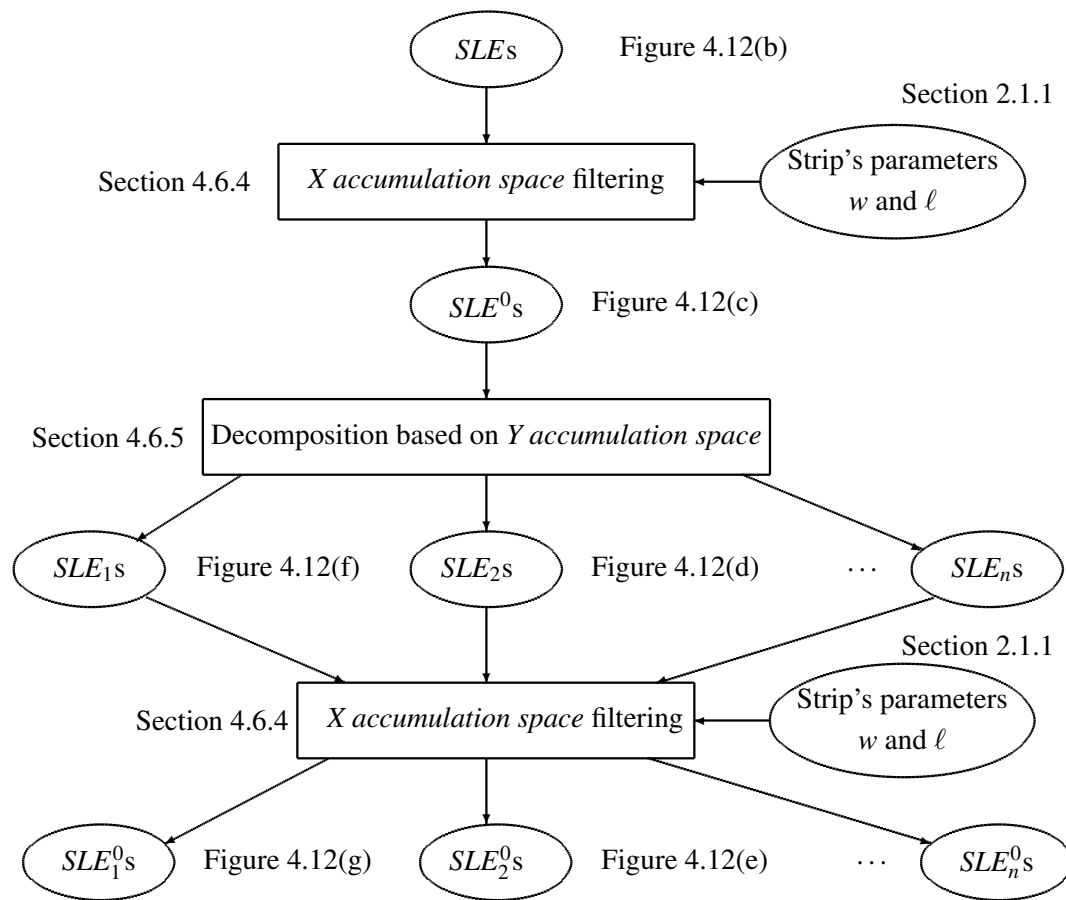 SLEs
Figure 4.12(b)
Section 2.1.1
Section 4.6.4
X accumulation space filtering
Strip's parameters
w and ℓ
SLE⁰s
Figure 4.12(c)
Section 4.6.5
Decomposition based on Y accumulation space
SLE₁s
Figure 4.12(f)
SLE₂s
Figure 4.12(d)
···
SLEₙs
Section 2.1.1
Section 4.6.4
X accumulation space filtering
Strip's parameters
w and ℓ
SLE₁⁰s
Figure 4.12(g)
SLE₂⁰s
Figure 4.12(e)
···
SLEₙ⁰s